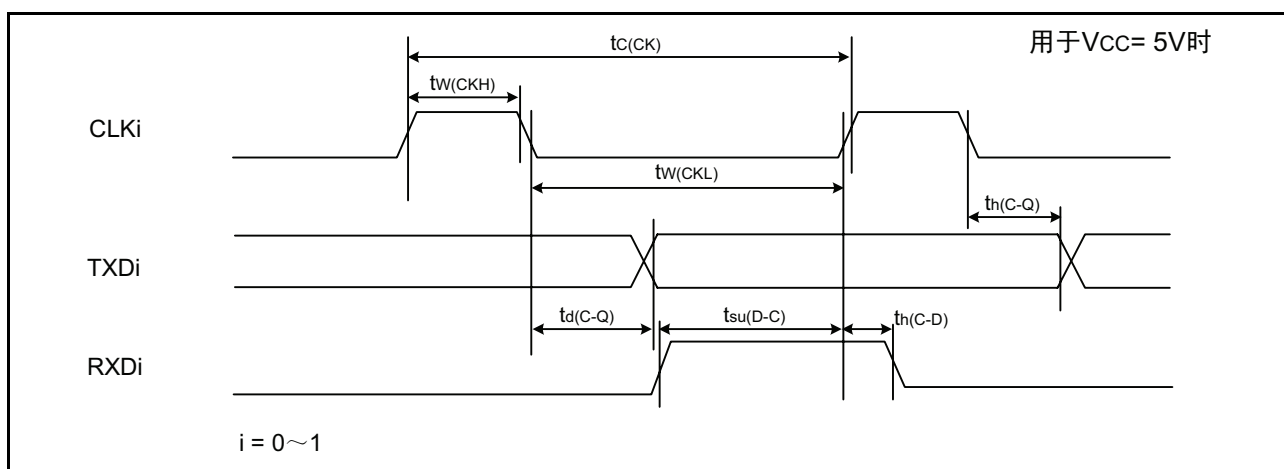 用于VCC= 5V时
tC(CK)
tW(CKH)
CLKi
tW(CKL)
th(C-Q)
TXDi
td(C-Q)
tsu(D-C)
th(C-D)
RXDi
i = 0～1